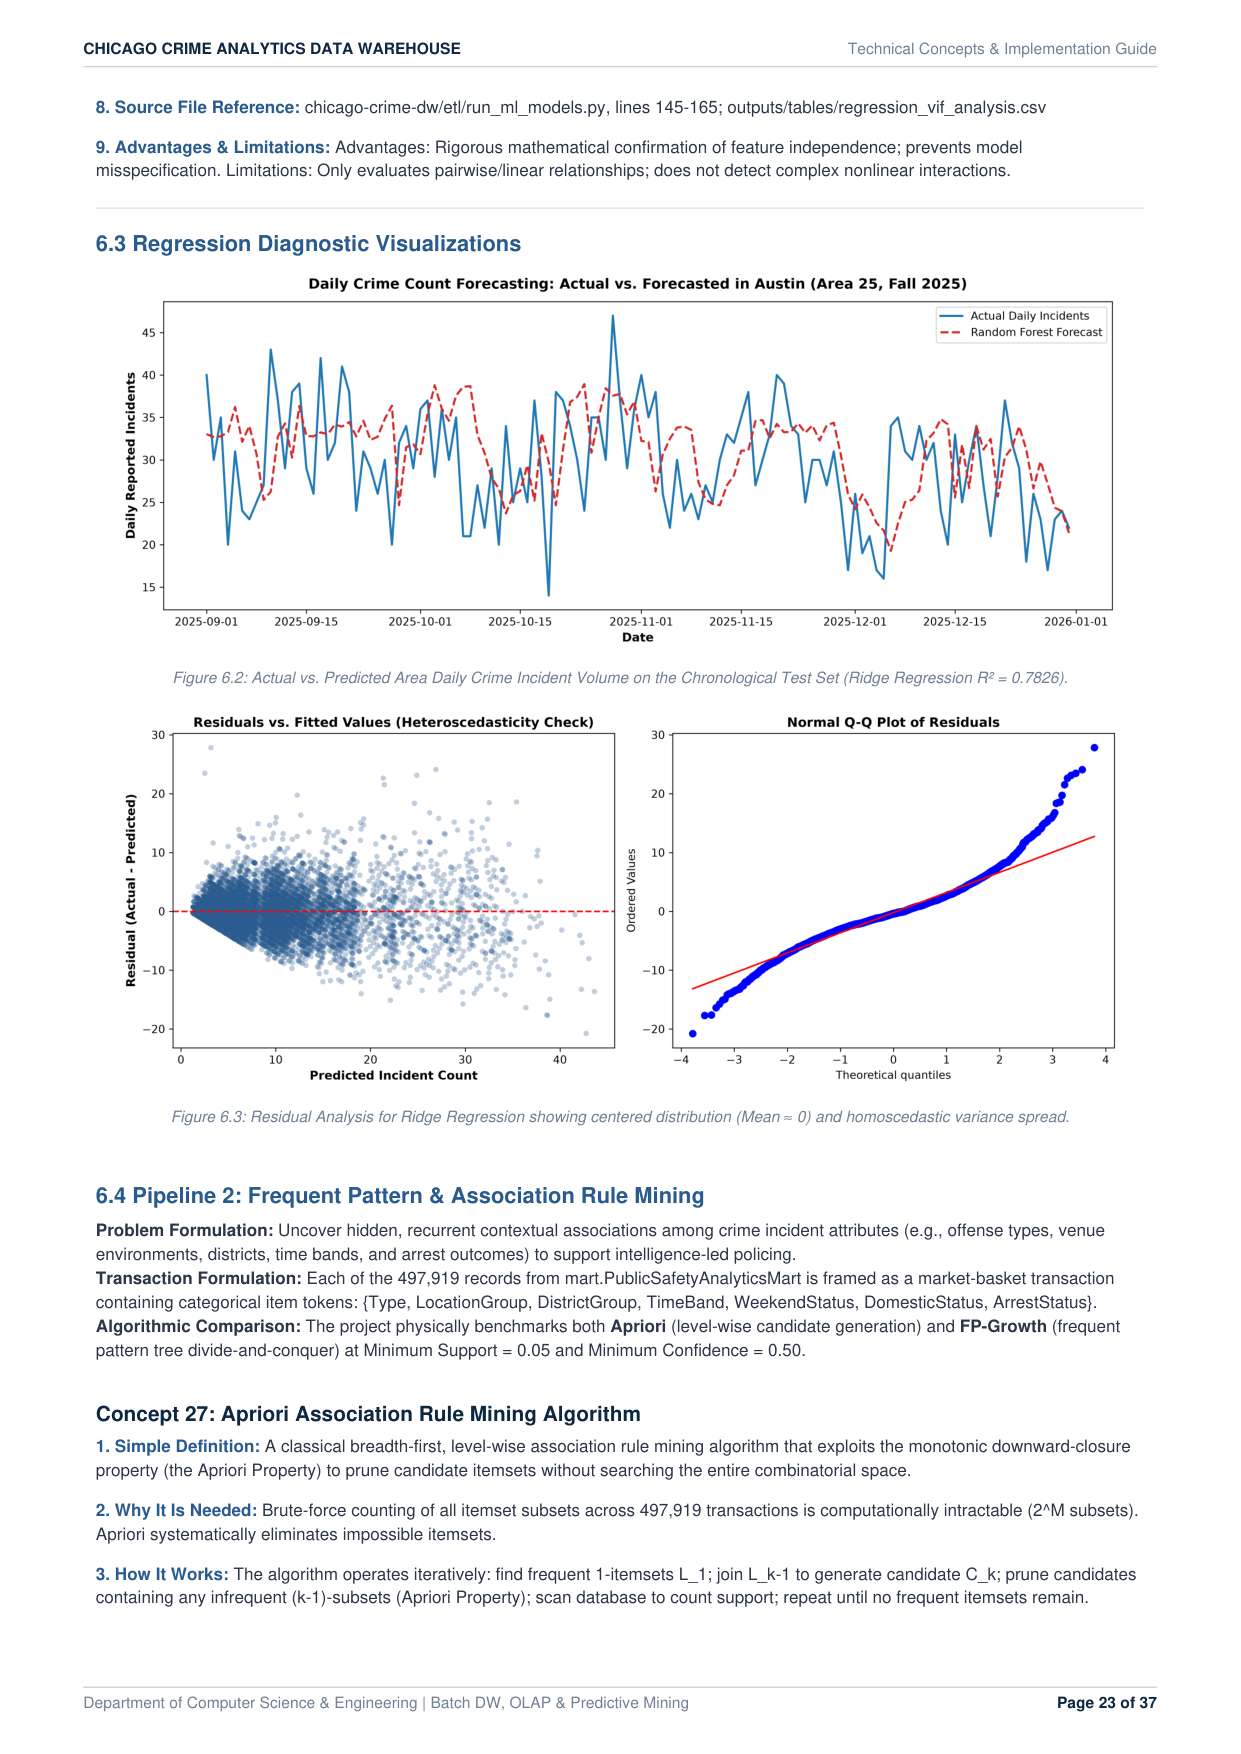 CHICAGO CRIME ANALYTICS DATA WAREHOUSE
Technical Concepts & Implementation Guide
8. Source File Reference: chicago-crime-dw/etl/run_ml_models.py, lines 145-165; outputs/tables/regression_vif_analysis.csv
9. Advantages & Limitations: Advantages: Rigorous mathematical confirmation of feature independence; prevents model
misspecification. Limitations: Only evaluates pairwise/linear relationships; does not detect complex nonlinear interactions.
6.3 Regression Diagnostic Visualizations
Daily Crime Count Forecasting: Actual vs. Forecasted in Austin (Area 25, Fall 2025)
Actual Daily Incidents
Random Forest Forecast
Daily Reported Incidents
45
40
35
30
25
20
15
2025-09-01 2025-09-15 2025-10-01 2025-10-15 2025-11-01 2025-11-15 2025-12-01 2025-12-15 2026-01-01
Date
Figure 6.2: Actual vs. Predicted Area Daily Crime Incident Volume on the Chronological Test Set (Ridge Regression R² = 0.7826).
Residuals vs. Fitted Values (Heteroscedasticity Check)
Residual (Actual - Predicted)
30
20
10
0
−10
−20
0 10 20 30 40
Predicted Incident Count
Normal Q-Q Plot of Residuals
Ordered Values
30
20
10
0
−10
−20
−4 −3 −2 −1 0 1 2 3 4
Theoretical quantiles
Figure 6.3: Residual Analysis for Ridge Regression showing centered distribution (Mean ≈ 0) and homoscedastic variance spread.
6.4 Pipeline 2: Frequent Pattern & Association Rule Mining
Problem Formulation: Uncover hidden, recurrent contextual associations among crime incident attributes (e.g., offense types, venue
environments, districts, time bands, and arrest outcomes) to support intelligence-led policing.
Transaction Formulation: Each of the 497,919 records from mart.PublicSafetyAnalyticsMart is framed as a market-basket transaction
containing categorical item tokens: {Type, LocationGroup, DistrictGroup, TimeBand, WeekendStatus, DomesticStatus, ArrestStatus}.
Algorithmic Comparison: The project physically benchmarks both Apriori (level-wise candidate generation) and FP-Growth (frequent
pattern tree divide-and-conquer) at Minimum Support = 0.05 and Minimum Confidence = 0.50.
Concept 27: Apriori Association Rule Mining Algorithm
1. Simple Definition: A classical breadth-first, level-wise association rule mining algorithm that exploits the monotonic downward-closure
property (the Apriori Property) to prune candidate itemsets without searching the entire combinatorial space.
2. Why It Is Needed: Brute-force counting of all itemset subsets across 497,919 transactions is computationally intractable (2^M subsets).
Apriori systematically eliminates impossible itemsets.
3. How It Works: The algorithm operates iteratively: find frequent 1-itemsets L_1; join L_k-1 to generate candidate C_k; prune candidates
containing any infrequent (k-1)-subsets (Apriori Property); scan database to count support; repeat until no frequent itemsets remain.
Department of Computer Science & Engineering | Batch DW, OLAP & Predictive Mining
Page 23 of 37